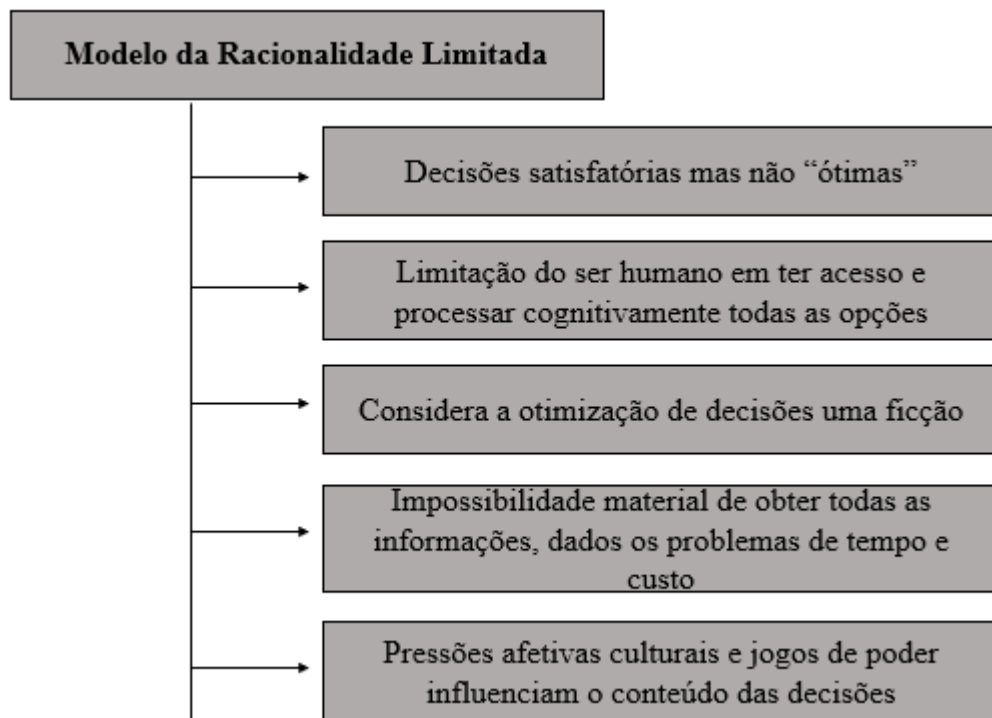 Modelo da Racionalidade Limitada
Decisões satisfatórias mas não “ótimas”
Limitação do ser humano em ter acesso e
processar cognitivamente todas as opções
Considera a otimização de decisões uma ficção
Impossibilidade material de obter todas as
informações, dados os problemas de tempo e
custo
Pressões afetivas culturais e jogos de poder
influenciam o conteúdo das decisões